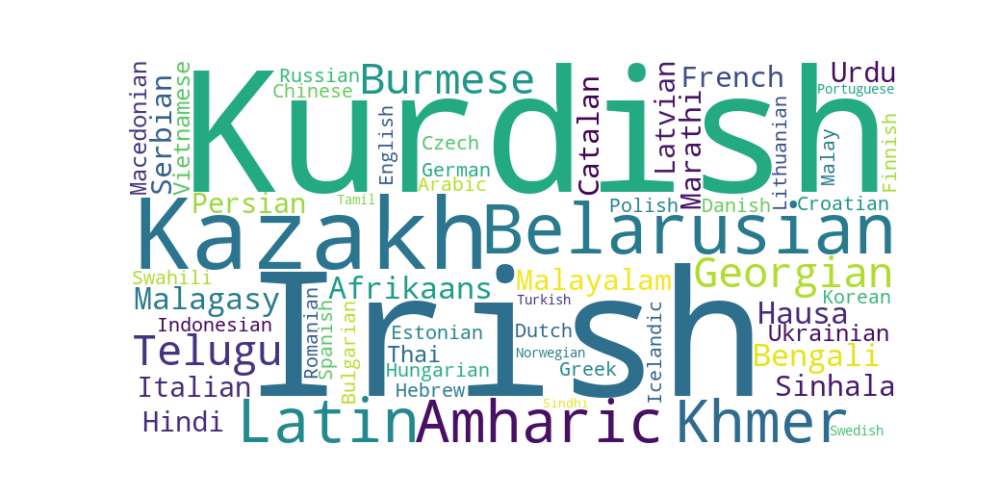 Macedonian
Serbian
Vietnamese
Kurdish
Russian
Chinese
Burmese
English
Czech
German
Arabic
Catalan
Latvian
French
Marathi
Lithuanian
Urdu
Portuguese
Malay
Finnish
Persian
Tamil
Kazakh
Belarusian
Polish
Danish
Croatian
Swahili
Malagasy
Indonesian
Telugu
Italian
Hindi
Irish
Afrikaans
Romanian
Spanish
Bulgarian
Estonian
Thai
Hungarian
Hebrew
Malayalam
Turkish
Dutch
Norwegian
Greek
Icelandic
Georgian
Korean
Hausa
Ukrainian
Bengali
Sinhala
Latin
Amharic
Sindhi
Khmer
Swedish